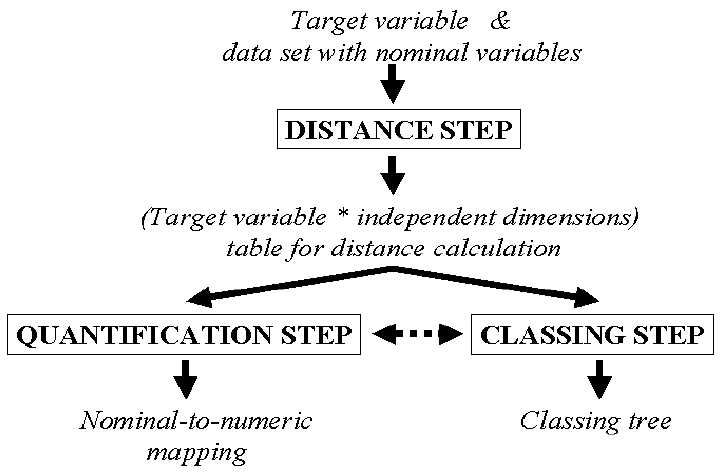 Target variable &
data set with nominal variables
DISTANCE STEP
(Target variable * independent dimensions)
table for distance calculation
QUANTIFICATION STEP
CLASSING STEP
Nominal-to-numeric
mapping
Classing tree